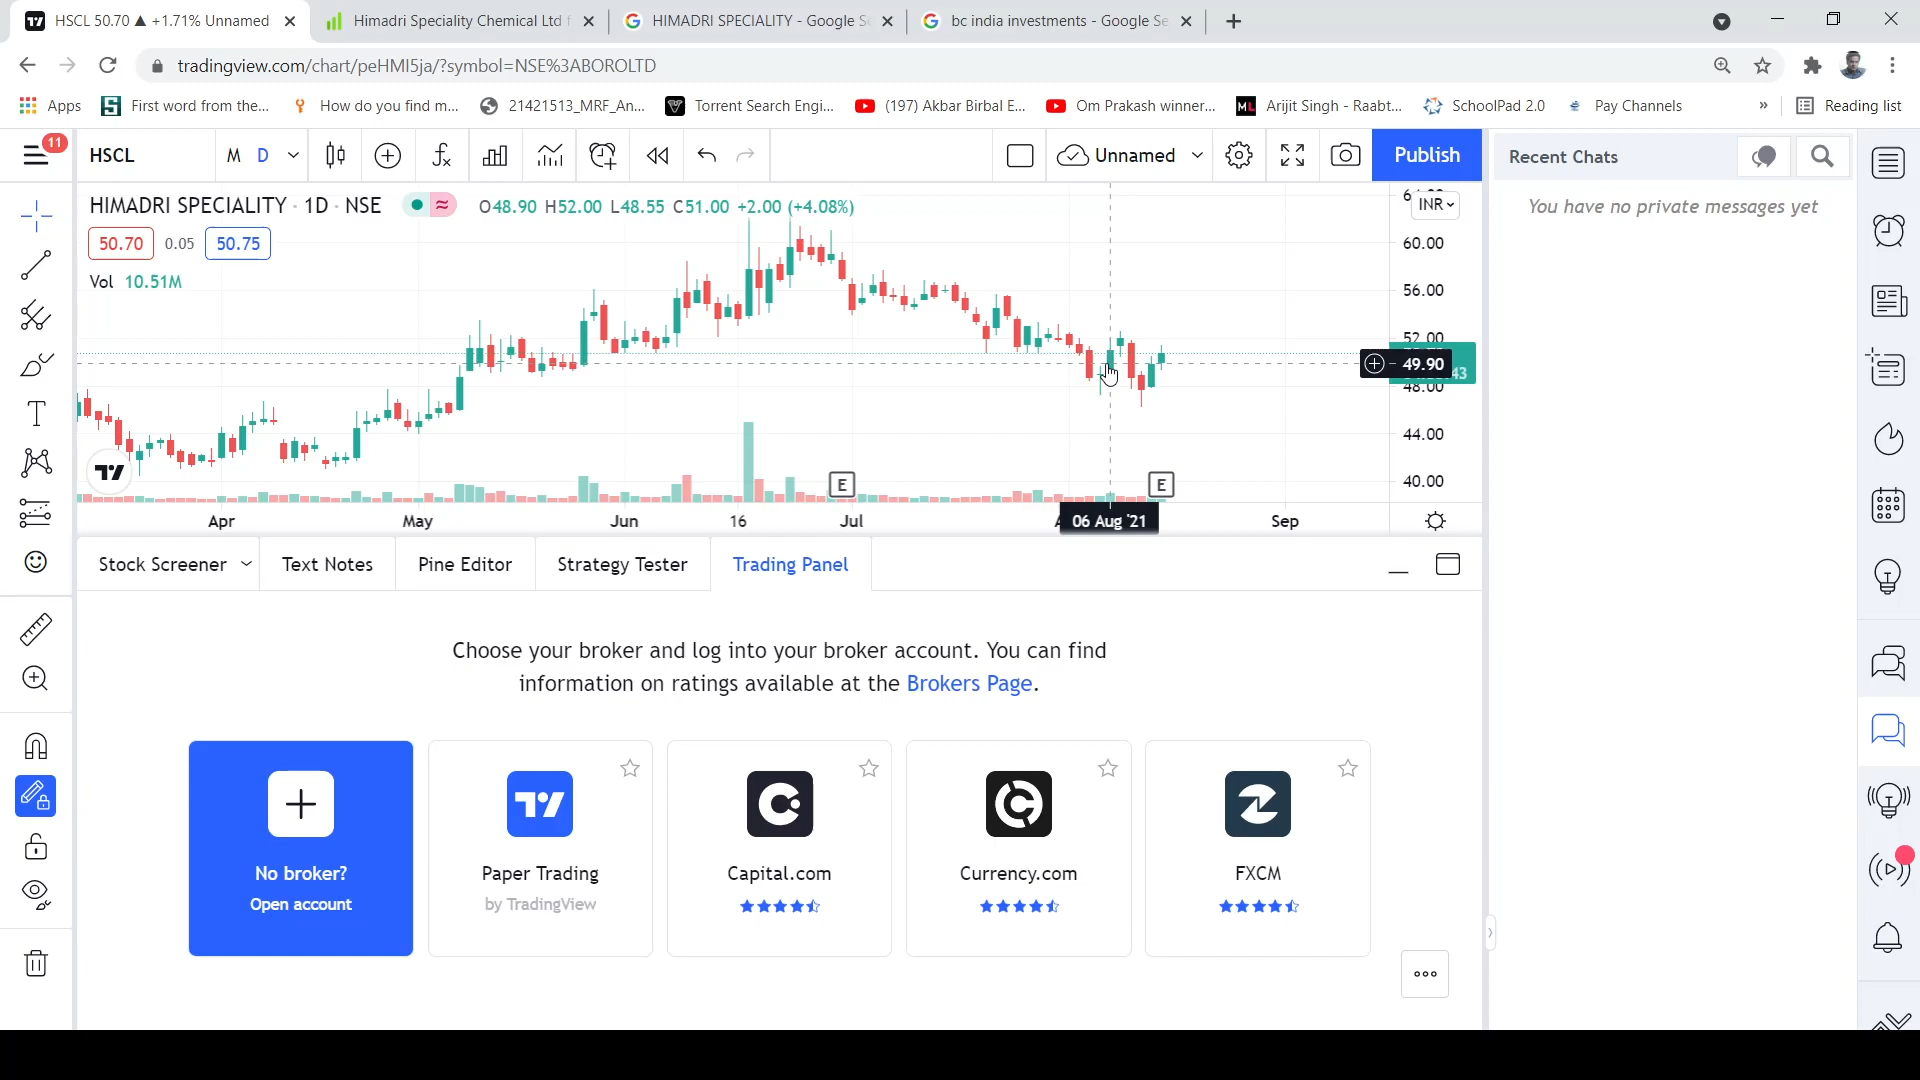 HSCL 50.70 ▲ +1.71% Unnamed
Himadri Speciality Chemical Ltd
HIMADRI SPECIALITY - Google S
bc india investments - Google Se
tradingview.com/chart/peHMI5ja/?symbol=NSE%3ABOROLTD
Apps
First word from the...
How do you find m...
21421513_MRF_An...
Torrent Search Engi...
(197) Akbar Birbal E...
Om Prakash winner...
Arijit Singh - Raabt...
SchoolPad 2.0
Pay Channels
»
Reading list
11
HSCL
M
D
Unnamed
Publish
Recent Chats
HIMADRI SPECIALITY · 1D · NSE
O48.90 H52.00 L48.55 C51.00 +2.00 (+4.08%)
INR
You have no private messages yet
50.70
0.05
50.75
Vol 10.51M
60.00
56.00
52.00
49.90
43
48.00
44.00
40.00
E
E
Apr
May
Jun
16
Jul
06 Aug '21
Sep
Stock Screener
Text Notes
Pine Editor
Strategy Tester
Trading Panel
Choose your broker and log into your broker account. You can find
information on ratings available at the Brokers Page.
No broker?
Open account
Paper Trading
by TradingView
Capital.com
Currency.com
FXCM